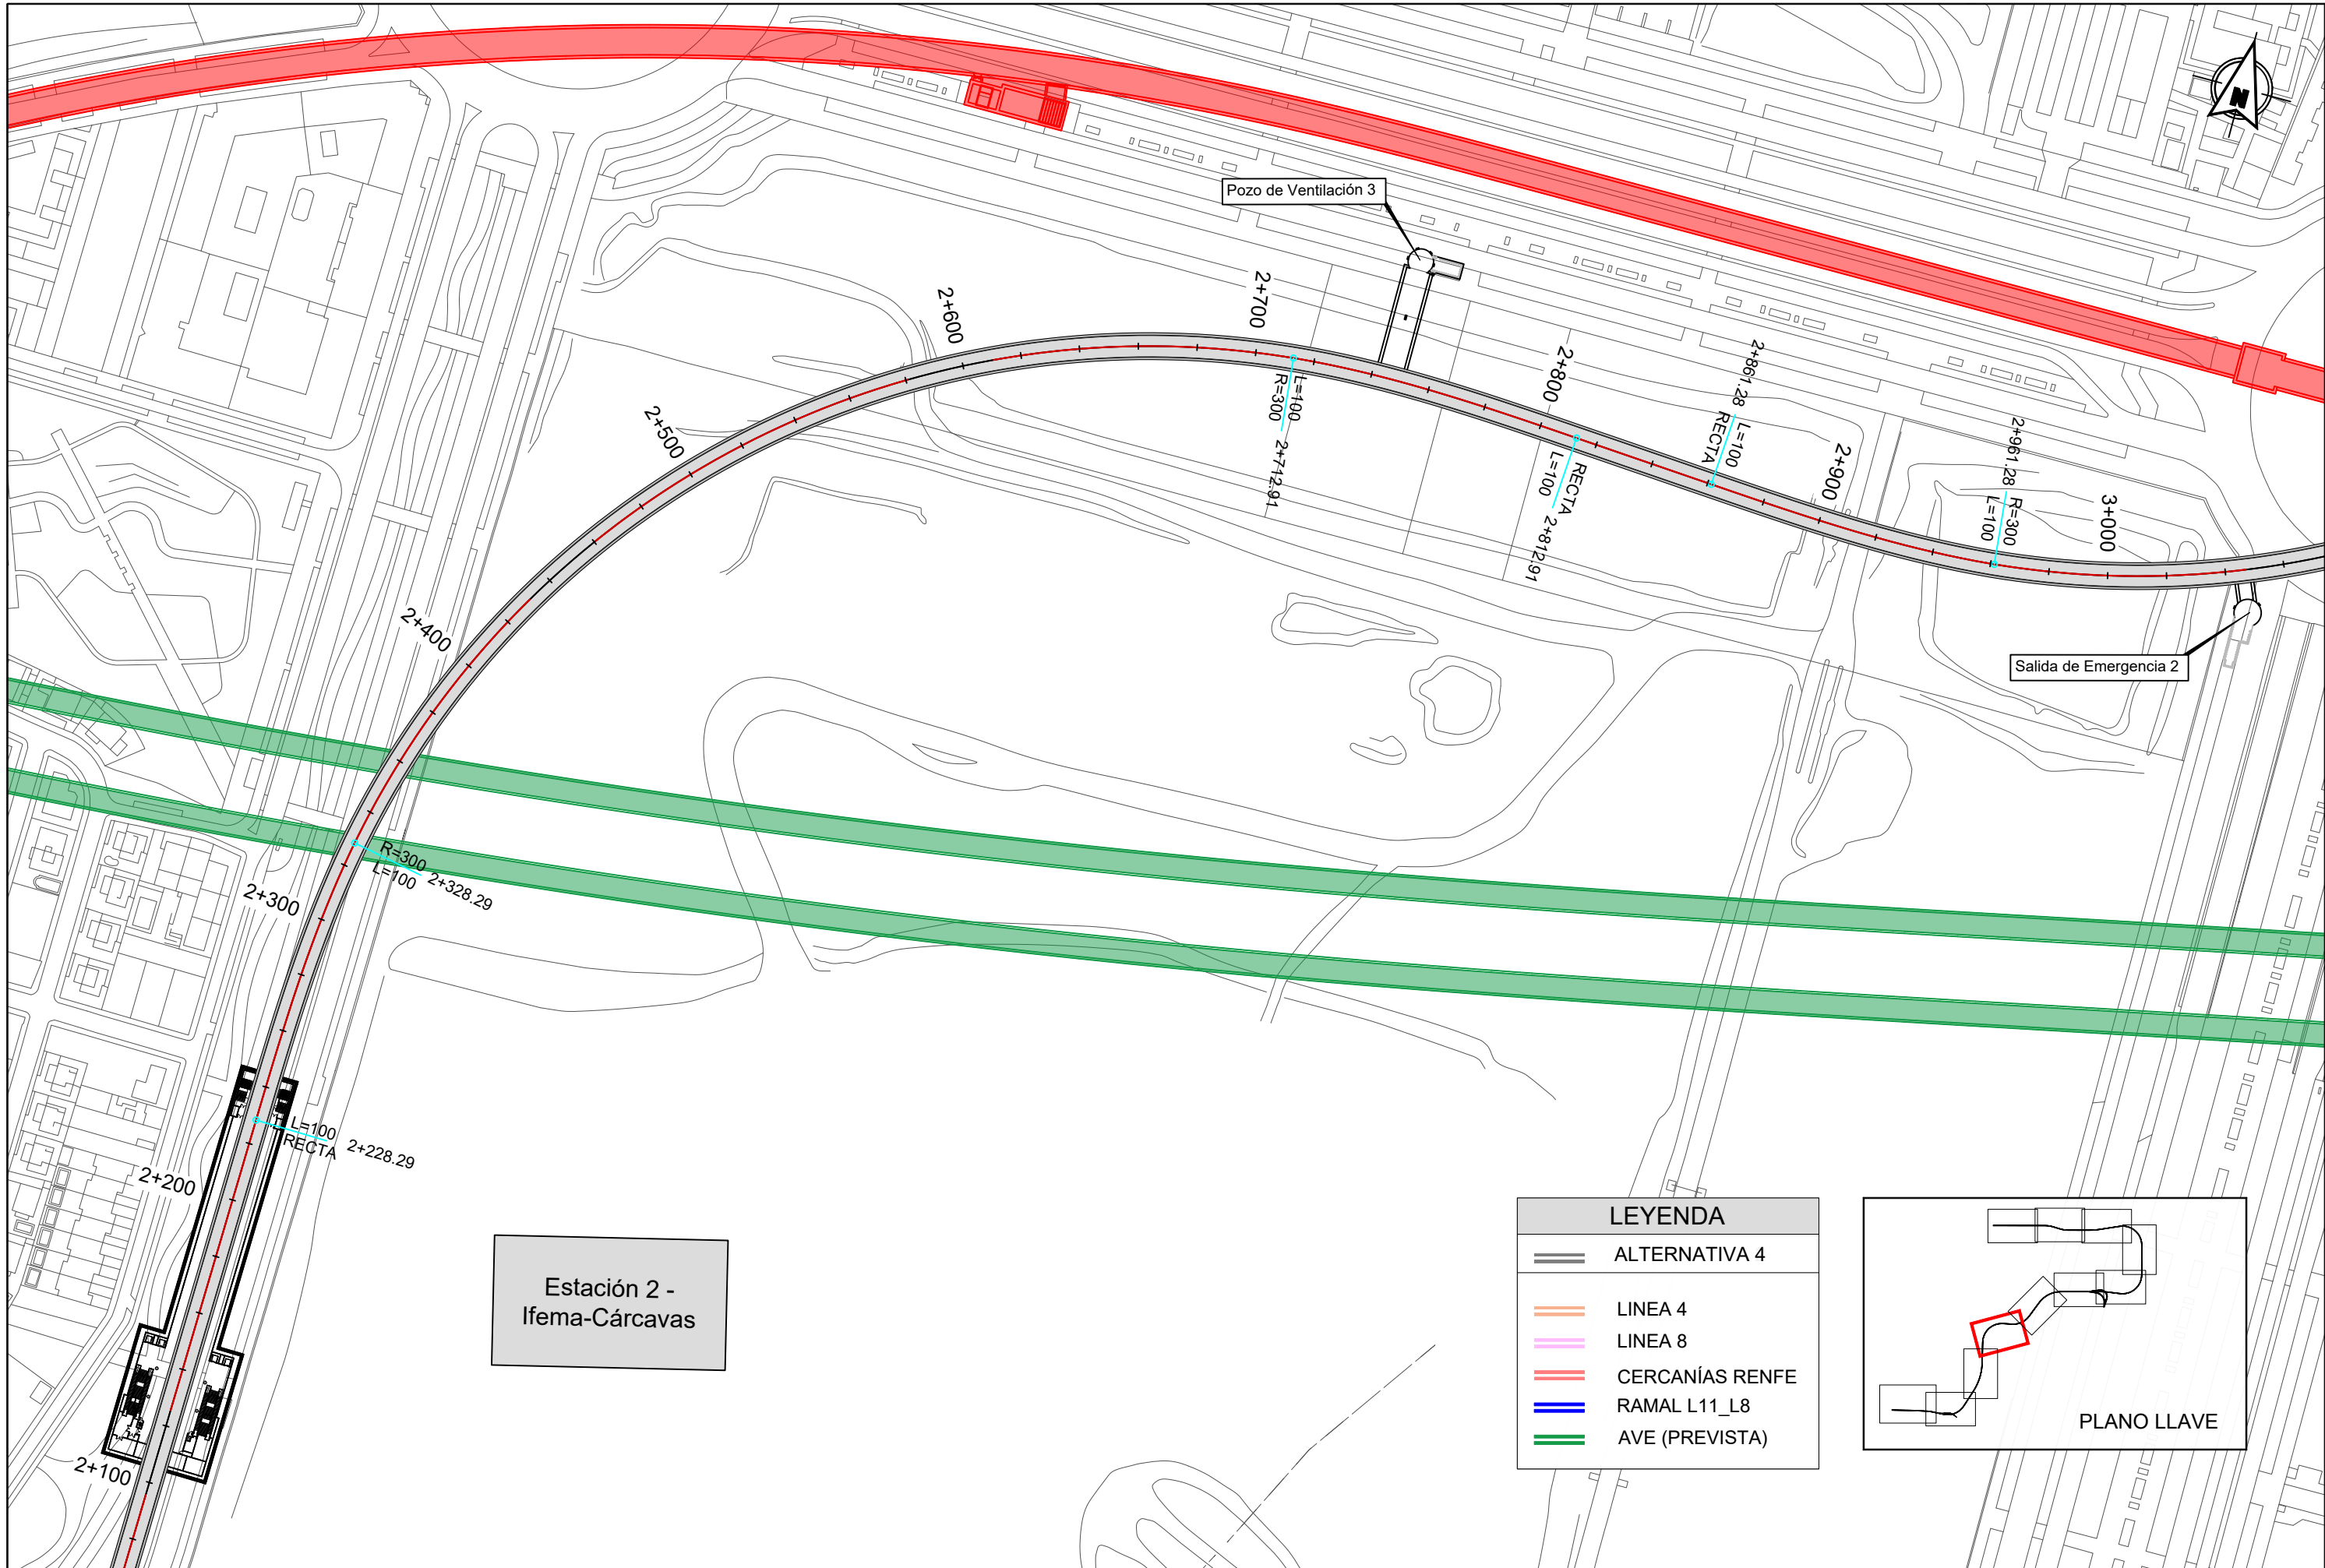 N
Pozo de Ventilación 3
2+600
2+700
2+800
2+900
3+000
2+500
2+400
2+300
2+200
2+100
R=300
L=100
2+712.91
L=100
RECTA
2+812.91
2+861.28
RECTA
L=100
2+961.28
L=100
R=300
Salida de Emergencia 2
R=300
L=100
2+328.29
L=100
RECTA
2+228.29
Estación 2 -
Ifema-Cárcavas
LEYENDA
ALTERNATIVA 4
LINEA 4
LINEA 8
CERCANÍAS RENFE
RAMAL L11_L8
AVE (PREVISTA)
PLANO LLAVE